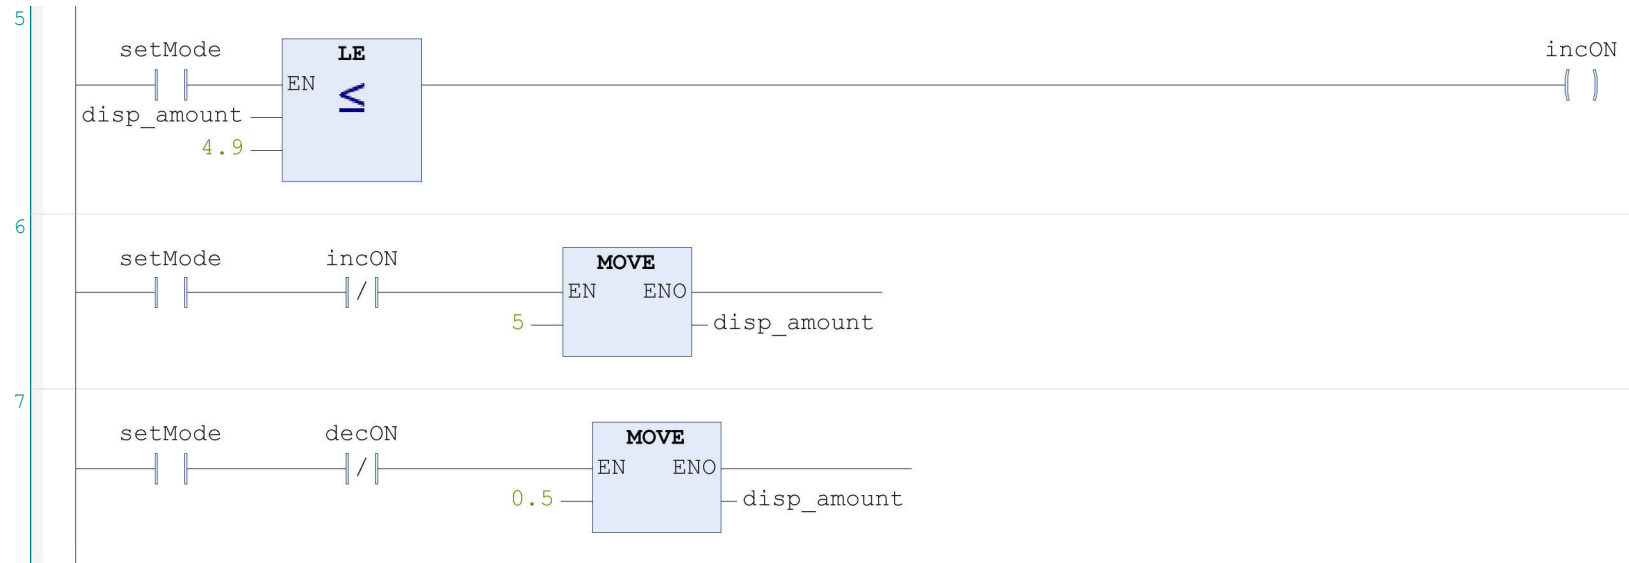 5
setMode
LE
incON
EN
≤
disp_amount
4.9
6
setMode incON
MOVE
EN ENO
5
disp_amount
7
setMode decON
MOVE
EN ENO
0.5
disp_amount